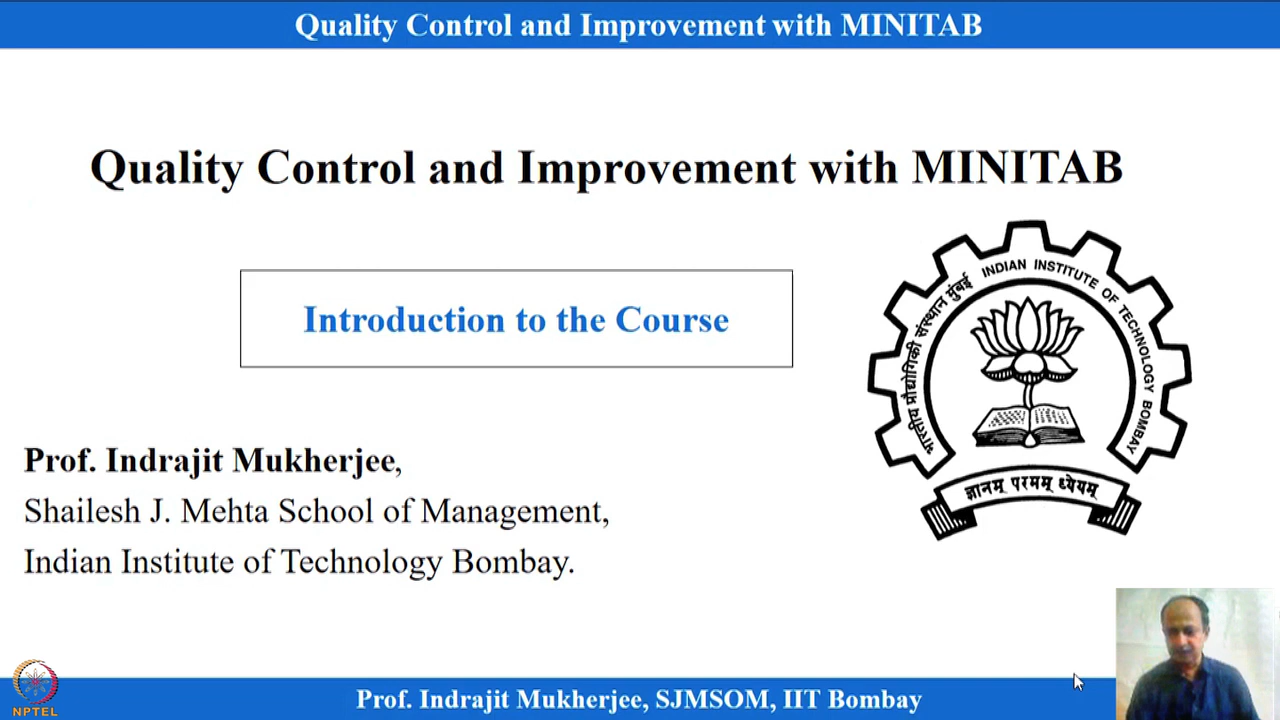 Quality Control and Improvement with MINITAB
Quality Control and Improvement with MINITAB
Introduction to the Course
भारतीय प्रौद्योगिकी संस्थान मुंबई
INDIAN INSTITUTE OF TECHNOLOGY BOMBAY
ज्ञानम् परमम् ध्येयम्
Prof. Indrajit Mukherjee,
Shailesh J. Mehta School of Management,
Indian Institute of Technology Bombay.
NPTEL
Prof. Indrajit Mukherjee, SJMSOM, IIT Bombay